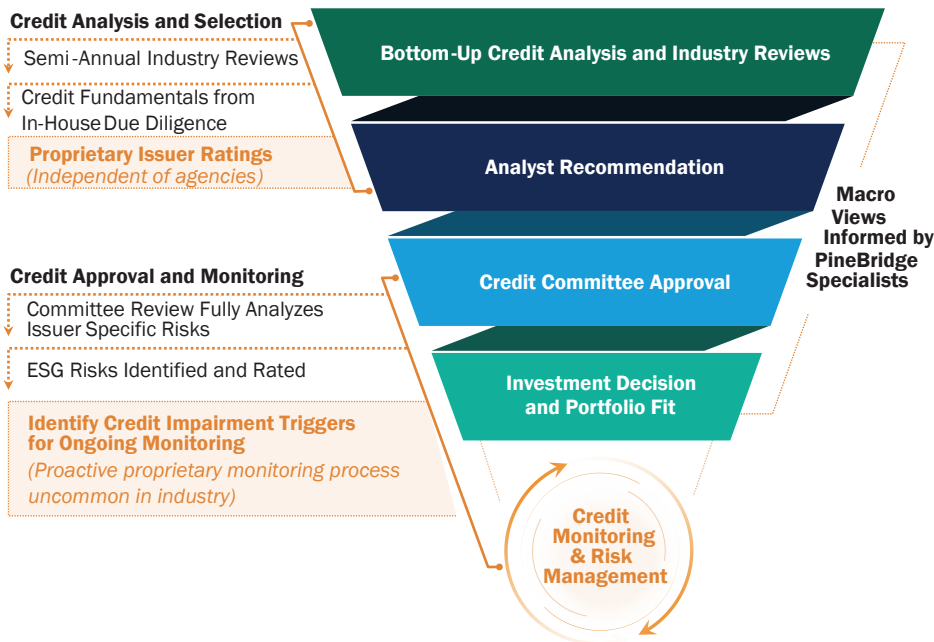 Credit Analysis and Selection
Semi-Annual Industry Reviews
Credit Fundamentals from
In-House Due Diligence
Proprietary Issuer Ratings
(Independent of agencies)
Bottom-Up Credit Analysis and Industry Reviews
Analyst Recommendation
Credit Committee Approval
Investment Decision
and Portfolio Fit
Macro
Views
Informed by
PineBridge
Specialists
Credit Approval and Monitoring
Committee Review Fully Analyzes
Issuer Specific Risks
ESG Risks Identified and Rated
Identify Credit Impairment Triggers
for Ongoing Monitoring
(Proactive proprietary monitoring process
uncommon in industry)
Credit
Monitoring
& Risk
Management